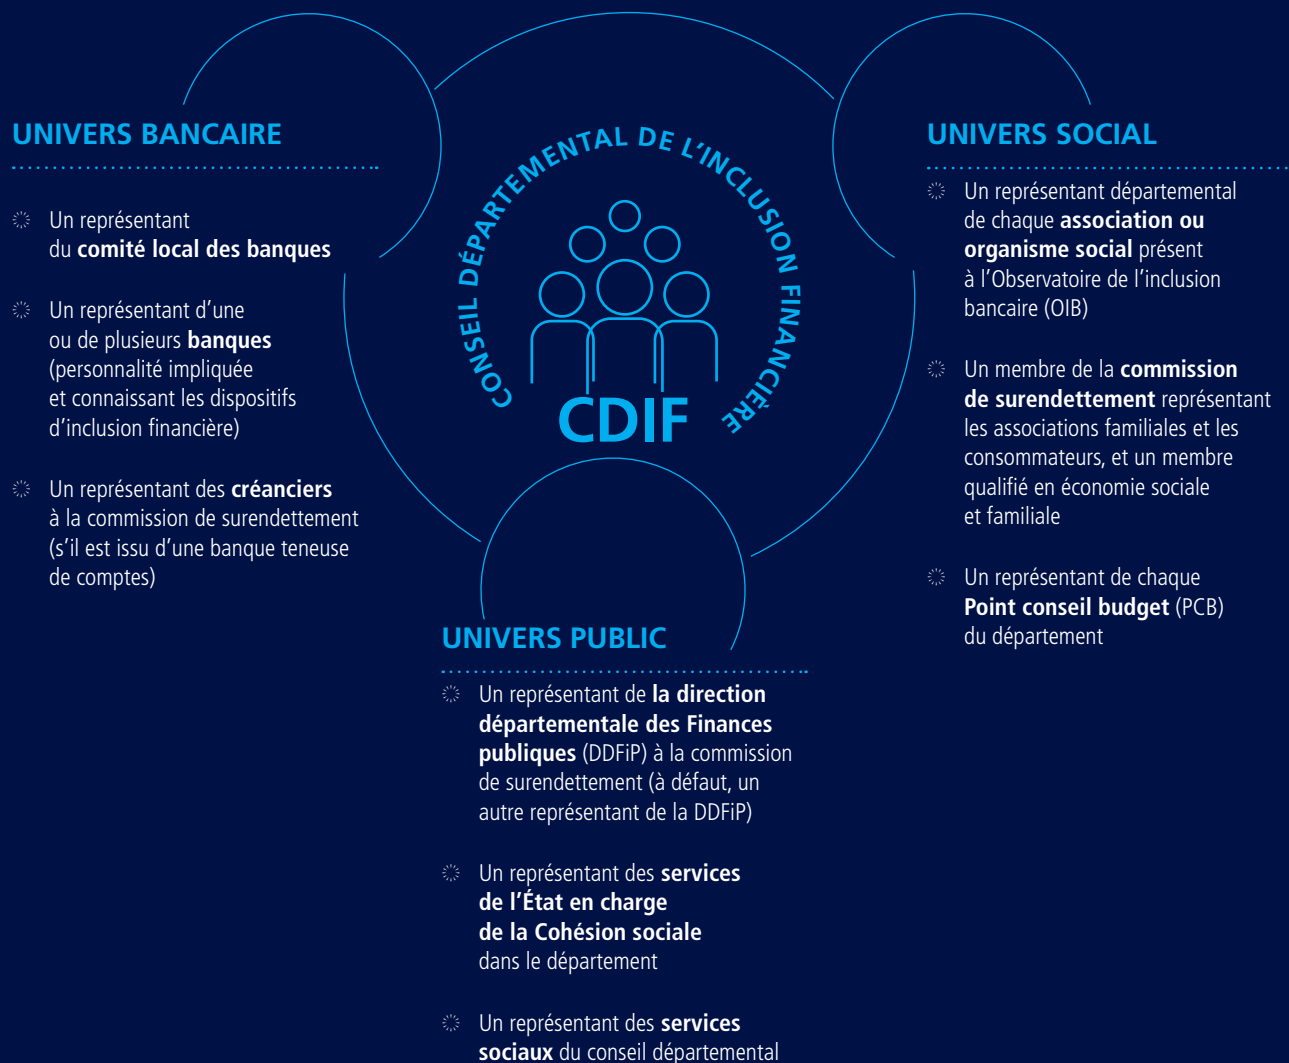 UNIVERS BANCAIRE
Un représentant
du comité local des banques
Un représentant d’une
ou de plusieurs banques
(personnalité impliquée
et connaissant les dispositifs
d’inclusion financière)
Un représentant des créanciers
à la commission de surendettement
(s’il est issu d’une banque teneuse
de comptes)
CONSEIL DÉPARTEMENTAL DE L’INCLUSION FINANCIÈRE
CDIF
UNIVERS SOCIAL
Un représentant départemental
de chaque association ou
organisme social présent
à l’Observatoire de l’inclusion
bancaire (OIB)
Un membre de la commission
de surendettement représentant
les associations familiales et les
consommateurs, et un membre
qualifié en économie sociale
et familiale
Un représentant de chaque
Point conseil budget (PCB)
du département
UNIVERS PUBLIC
Un représentant de la direction
départementale des Finances
publiques (DDFiP) à la commission
de surendettement (à défaut, un
autre représentant de la DDFiP)
Un représentant des services
de l’État en charge
de la Cohésion sociale
dans le département
Un représentant des services
sociaux du conseil départemental